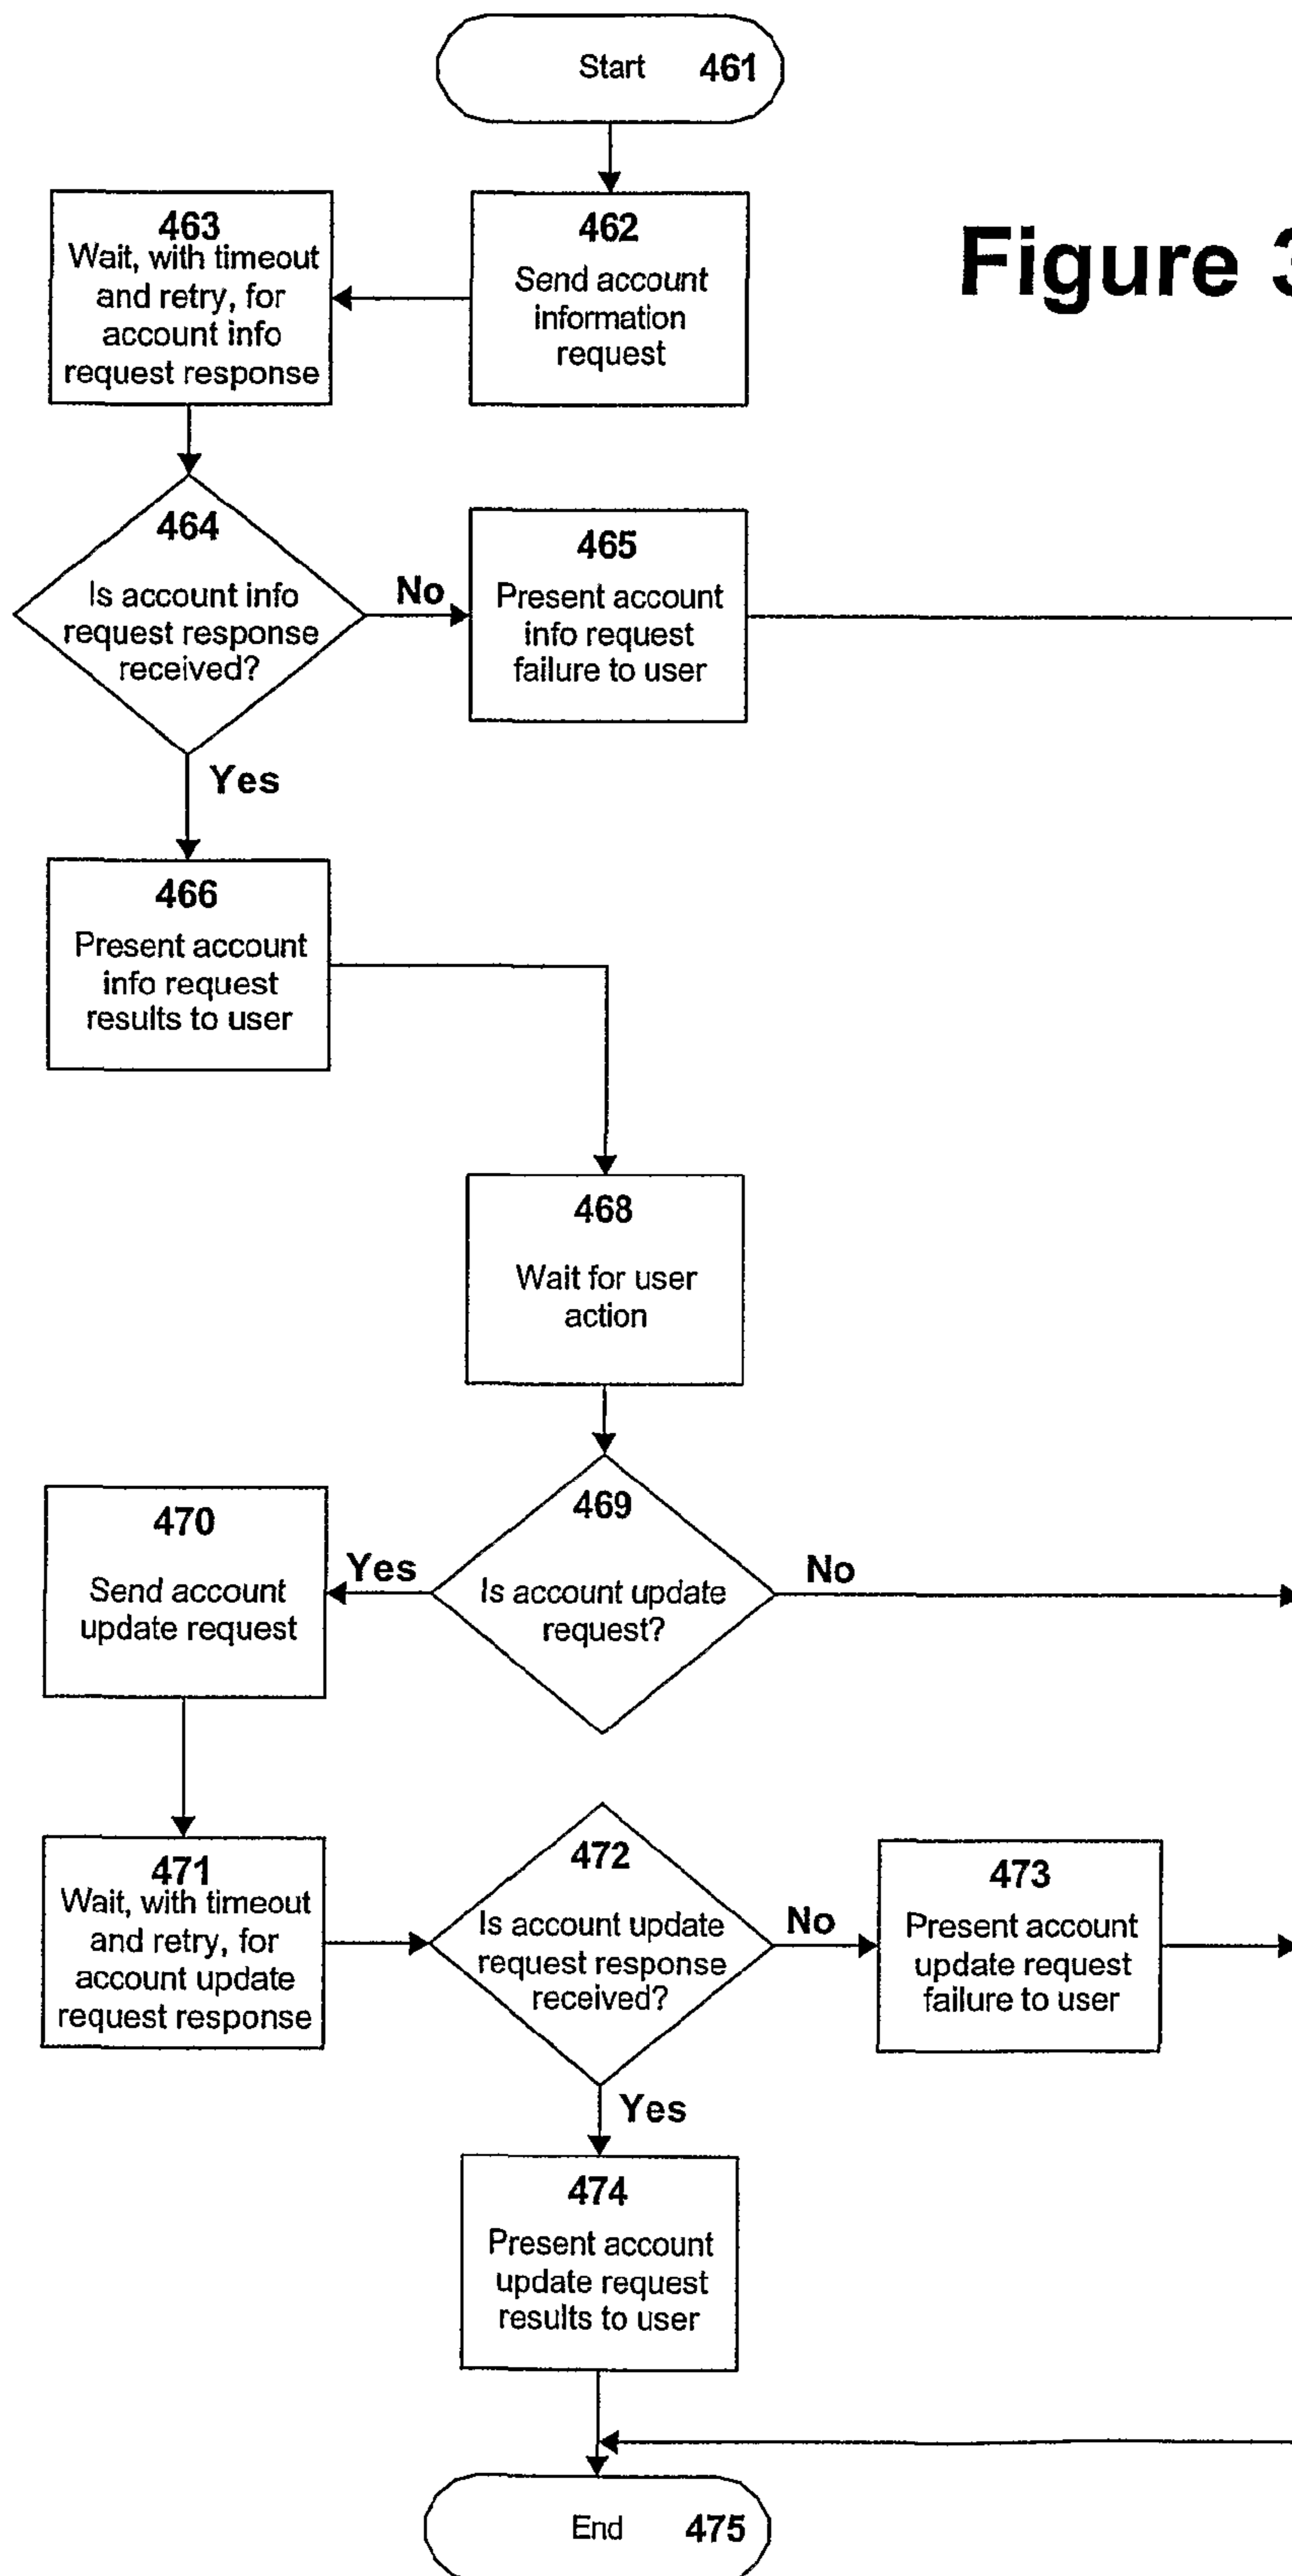 Start 461
462
Send account
information
request
Figure 3
463
Wait, with timeout
and retry, for
account info
request response
464
Is account info
request response
received?
No
465
Present account
info request
failure to user
Yes
466
Present account
info request
results to user
468
Wait for user
action
469
Is account update
request?
Yes
No
470
Send account
update request
471
Wait, with timeout
and retry, for
account update
request response
472
Is account update
request response
received?
No
473
Present account
update request
failure to user
Yes
474
Present account
update request
results to user
End 475